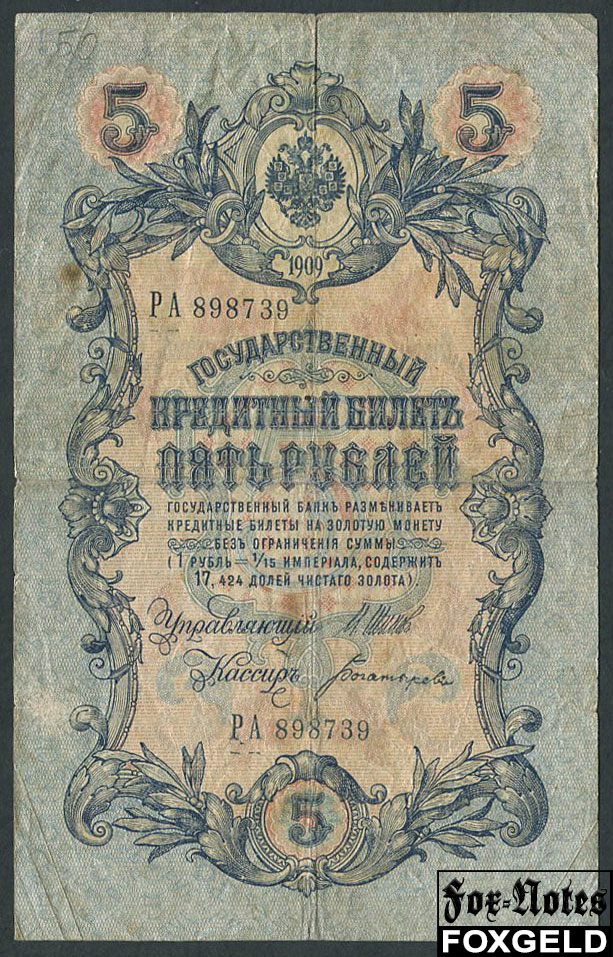 50
5 5
1909
РА 898739
ГОСУДАРСТВЕННЫЙ
КРЕДИТНЫЙ БИЛЕТЪ
ПЯТЬ РУБЛЕЙ
ГОСУДАРСТВЕННЫЙ БАНКЪ РАЗМѢНИВАЕТЪ
КРЕДИТНЫЕ БИЛЕТЫ НА ЗОЛОТУЮ МОНЕТУ
БЕЗЪ ОГРАНИЧЕНІЯ СУММЫ
(1 РУБЛЬ = 1/15 ИМПЕРІАЛА, СОДЕРЖИТЪ
17,424 ДОЛЕЙ ЧИСТАГО ЗОЛОТА).
Управляющій И. Шиповъ
Кассиръ Богатыревъ
РА 898739
5
Fox-Notes
FOXGELD